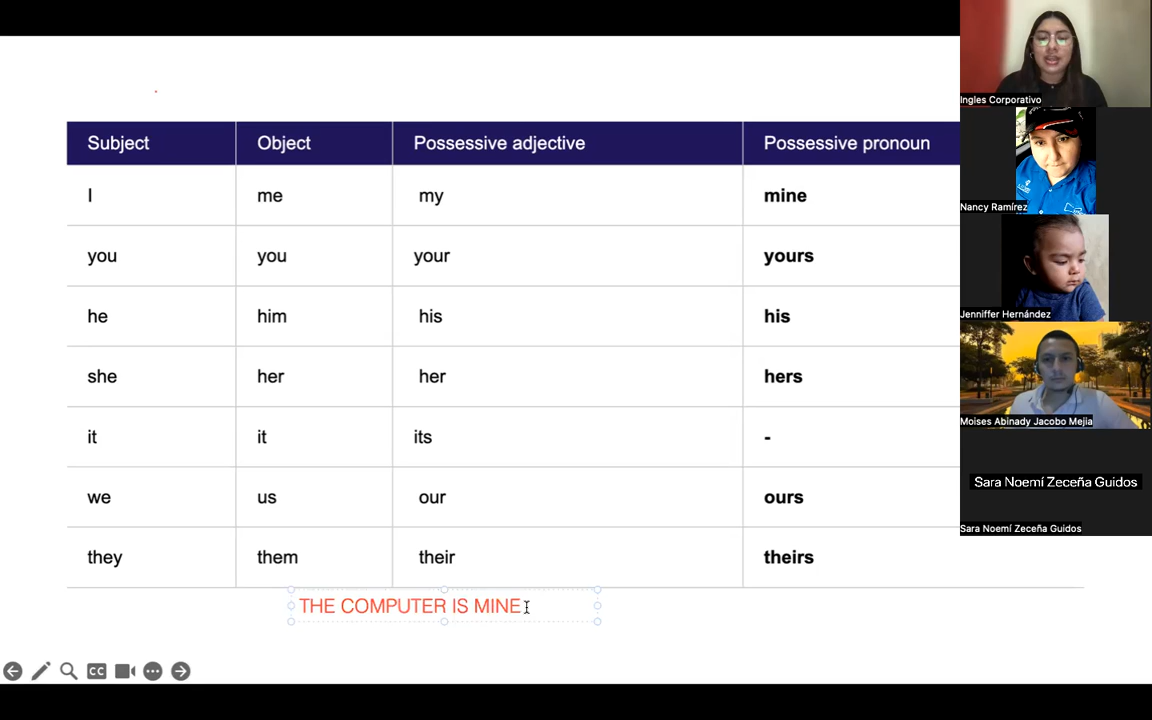 Subject Object Possessive adjective Possessive pronoun
I me my mine
you you your yours
he him his his
she her her hers
it it its -
we us our ours
they them their theirs
THE COMPUTER IS MINE
CC
Ingles Corporativo
Nancy Ramírez
Jenniffer Hernández
Moises Abinady Jacobo Mejia
Sara Noemí Zeceña Guidos
Sara Noemí Zeceña Guidos